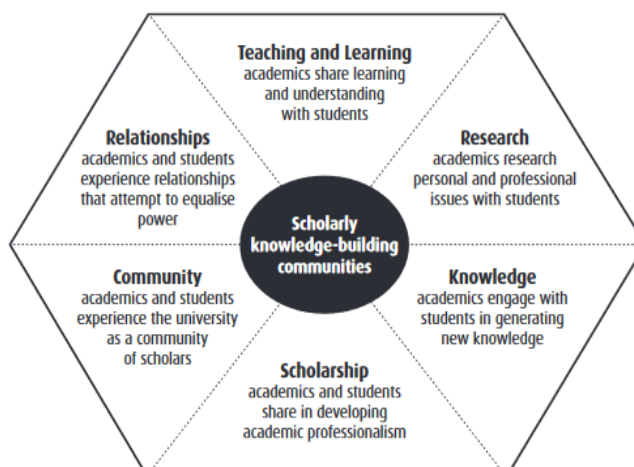 Teaching and Learning
academics share learning
and understanding
with students
Relationships
academics and students
experience relationships
that attempt to equalise
power
Research
academics research
personal and professional
issues with students
Scholarly
knowledge-building
communities
Community
academics and students
experience the university
as a community
of scholars
Knowledge
academics engage with
students in generating
new knowledge
Scholarship
academics and students
share in developing
academic professionalism